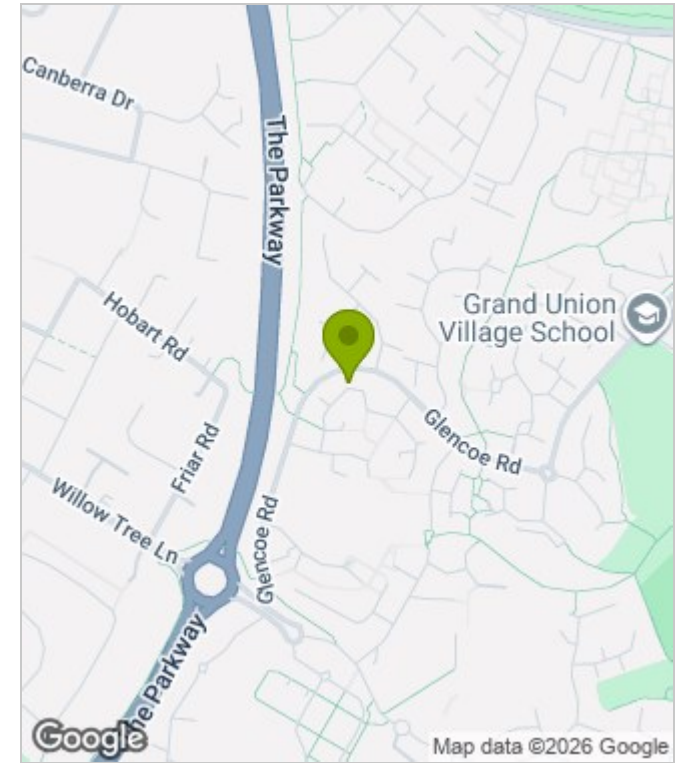 Canberra Dr
The Parkway
Hobart Rd
Grand Union
Village School
Friar Rd
Glencoe Rd
Willow Tree Ln
Glencoe Rd
The Parkway
Google
Map data ©2026 Google